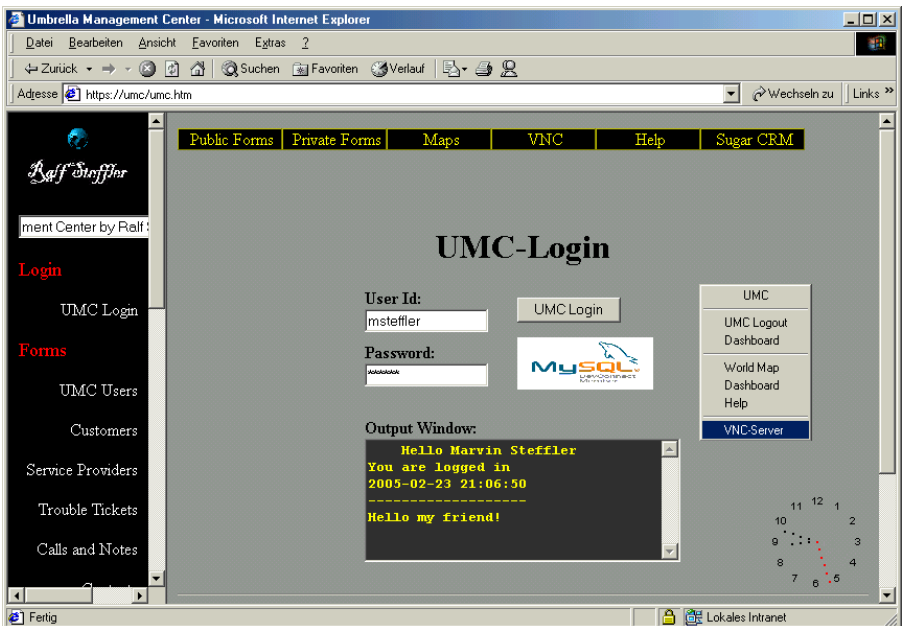 Umbrella Management Center - Microsoft Internet Explorer
Datei Bearbeiten Ansicht Favoriten Extras ?
Zurück Suchen Favoriten Verlauf
Adresse https://umc/umc.htm Wechseln zu Links »
Ralf Steffler
ment Center by Ralf
Login
UMC Login
Forms
UMC Users
Customers
Service Providers
Trouble Tickets
Calls and Notes
Public Forms Private Forms Maps VNC Help Sugar CRM
UMC-Login
User Id:
msteffler
UMC Login
Password:
*******
MySQL
DevConnect
Member
Output Window:
Hello Marvin Steffler
You are logged in
2005-02-23 21:06:50
--------------------
Hello my friend!
UMC
UMC Logout
Dashboard
World Map
Dashboard
Help
VNC-Server
12 1 2 3 4 5 6 7 8 9 10 11
Fertig Lokales Intranet